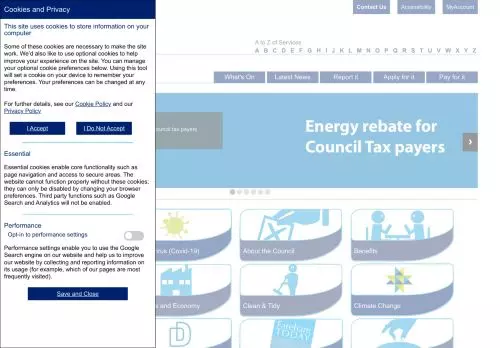 Cookies and Privacy
This site uses cookies to store information on your
computer
Some of these cookies are necessary to make the site
work. We'd also like to use optional cookies to help
improve your experience on the site. You can manage
your optional cookie preferences below. Using this tool
will set a cookie on your device to remember your
preferences. Your preferences can be changed at any
time.
For further details, see our Cookie Policy and our
Privacy Policy
I Accept
I Do Not Accept
Essential
Essential cookies enable core functionality such as
page navigation and access to secure areas. The
website cannot function properly without these cookies;
they can only be disabled by changing your browser
preferences. Third party functions such as Google
Search and Analytics will not be enabled.
Performance
Opt-in to performance settings
Performance settings enable you to use the Google
Search engine on our website and help us to improve
our website by collecting and reporting information on
its usage (for example, which of our pages are most
frequently visited).
Save and Close
Contact Us
Accessibility
MyAccount
A to Z of Services
A B C D E F G H I J K L M N O P Q R S T U V W X Y Z
What's On
Latest News
Report it
Apply for it
Pay for it
ouncil tax payers
Energy rebate for
Council Tax payers
rus (Covid-19)
About the Council
Benefits
s and Economy
Clean & Tidy
Climate Change
D
TODAY